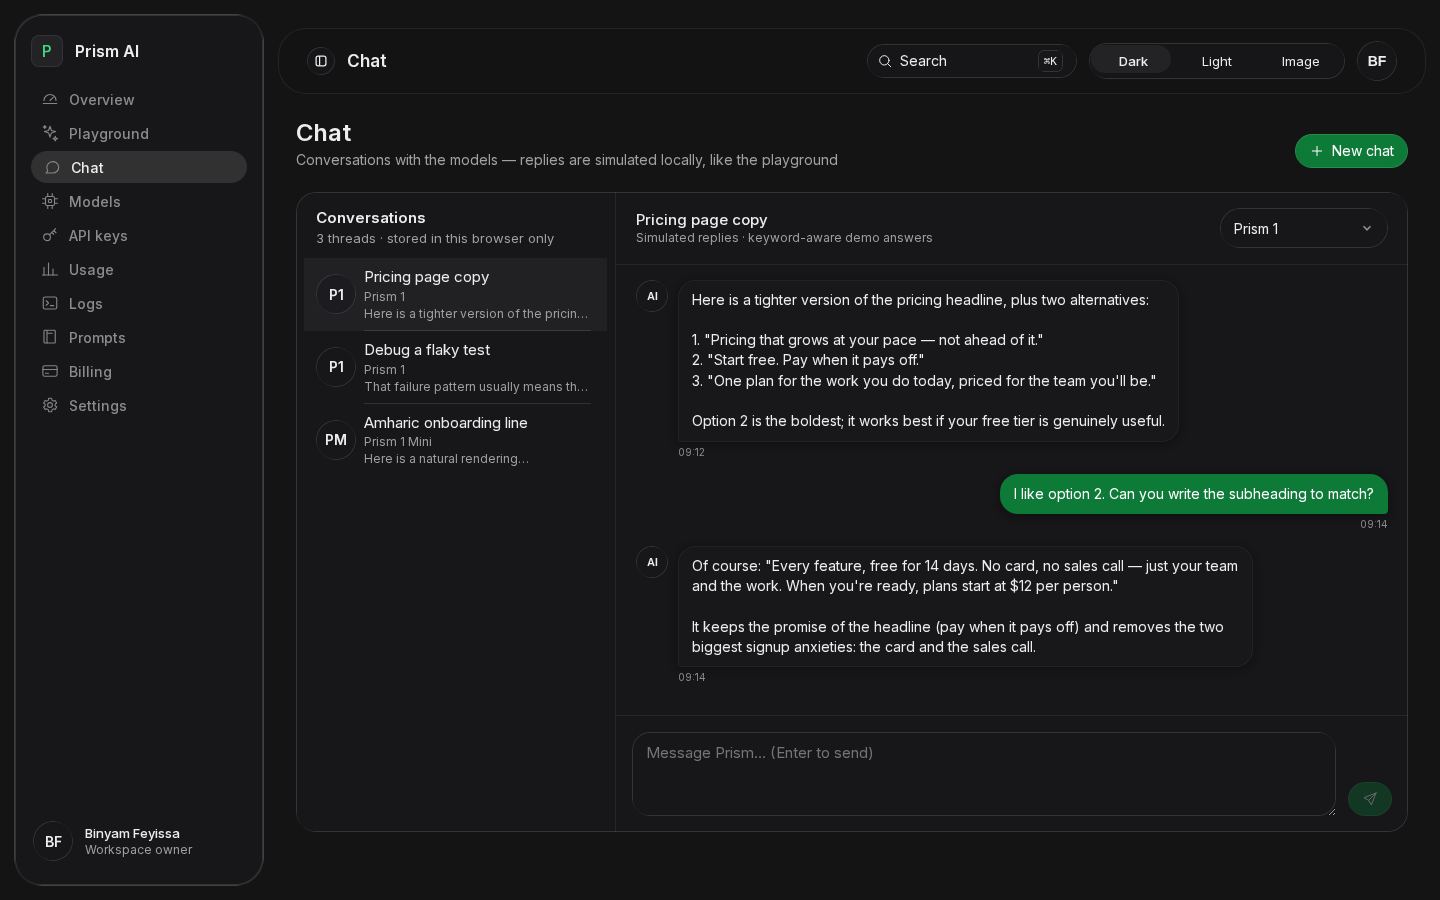 P Prism AI
Overview
Playground
Chat
Models
API keys
Usage
Logs
Prompts
Billing
Settings
BF
Binyam Feyissa
Workspace owner
Chat
Search ⌘K
Dark Light Image
BF
Chat
Conversations with the models — replies are simulated locally, like the playground
New chat
Conversations
3 threads · stored in this browser only
P1
Pricing page copy
Prism 1
Here is a tighter version of the pricin…
P1
Debug a flaky test
Prism 1
That failure pattern usually means th…
PM
Amharic onboarding line
Prism 1 Mini
Here is a natural rendering…
Pricing page copy
Simulated replies · keyword-aware demo answers
Prism 1
AI
Here is a tighter version of the pricing headline, plus two alternatives:
1. "Pricing that grows at your pace — not ahead of it."
2. "Start free. Pay when it pays off."
3. "One plan for the work you do today, priced for the team you'll be."
Option 2 is the boldest; it works best if your free tier is genuinely useful.
09:12
I like option 2. Can you write the subheading to match?
09:14
AI
Of course: "Every feature, free for 14 days. No card, no sales call — just your team
and the work. When you're ready, plans start at $12 per person."
It keeps the promise of the headline (pay when it pays off) and removes the two
biggest signup anxieties: the card and the sales call.
09:14
Message Prism... (Enter to send)